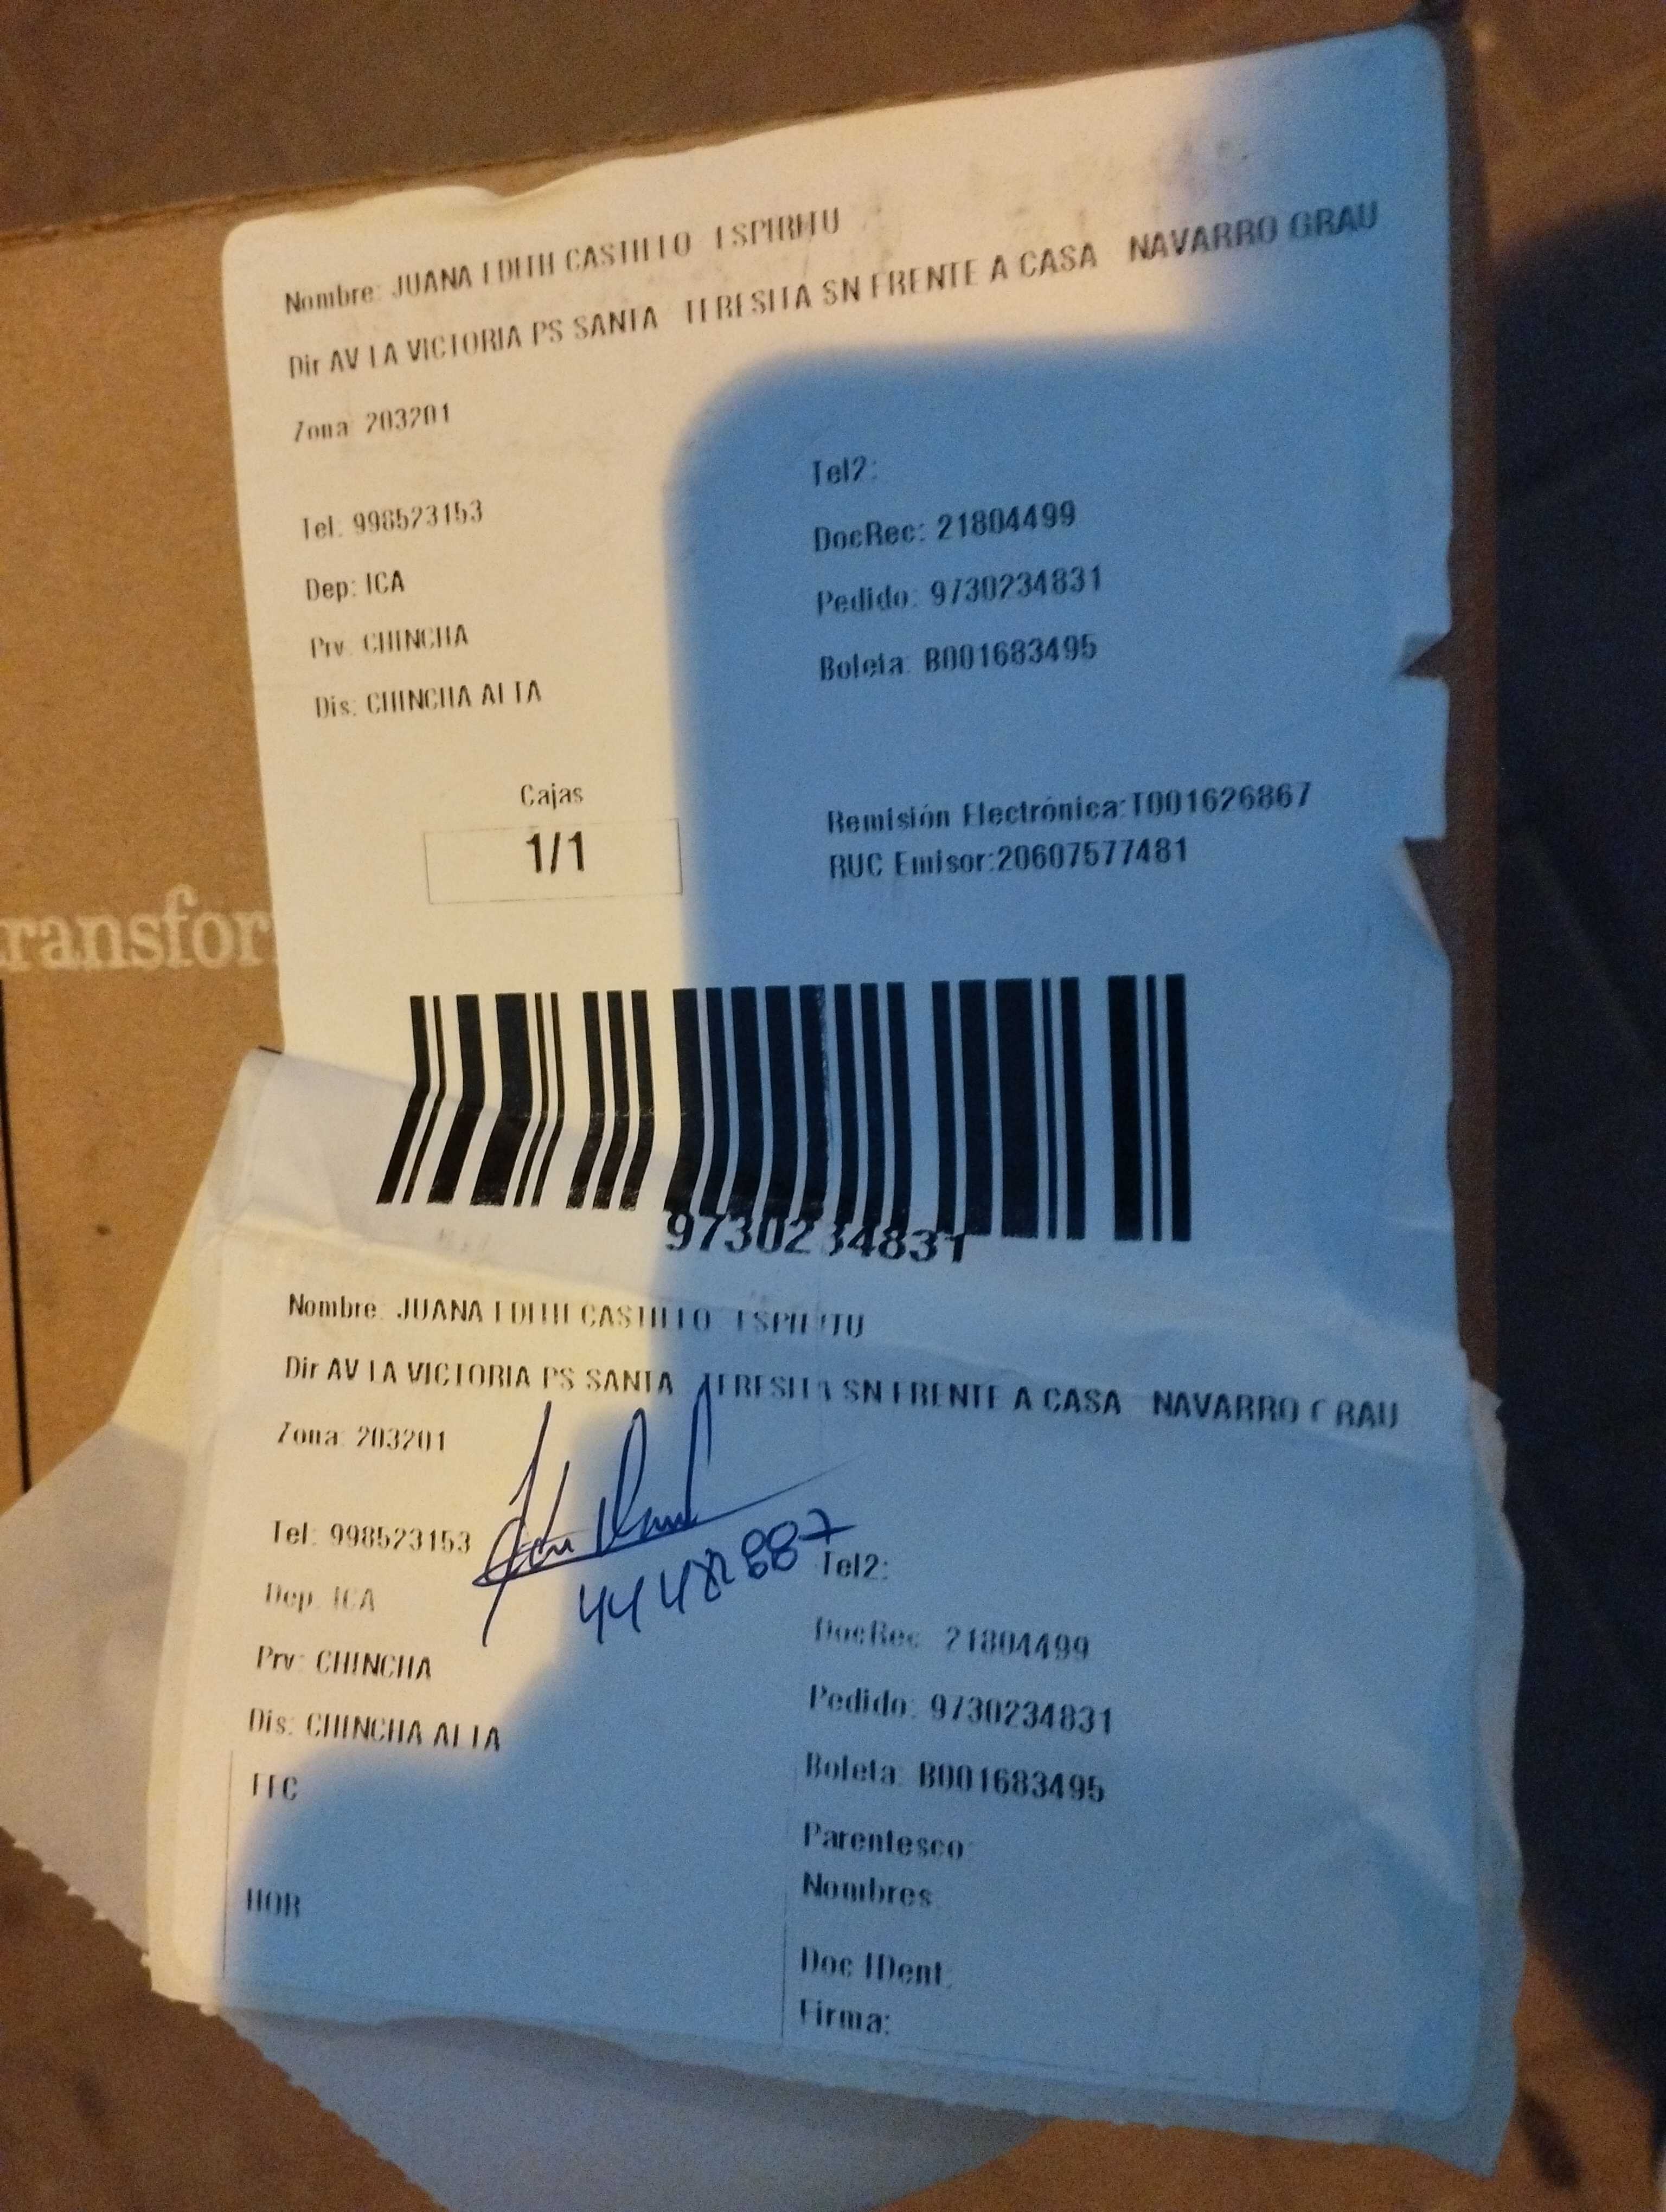 Nombre: JUANA EDITH CASTILLO ESPIRITU
Dir AV LA VICTORIA PS SANTA TERESITA SN FRENTE A CASA NAVARRO GRAU
Zona: 203201
Tel2:
Tel: 998523153
DocRec: 21804499
Dep: ICA
Pedido: 9730234831
Prv: CHINCHA
Boleta: B001683495
Dis: CHINCHA ALTA
Cajas
1/1
Remisión Electrónica:T001626867
RUC Emisor:20607577481
ransfor
9730234831
Nombre: JUANA EDITH CASTILLO ESPIRITU
Dir AV LA VICTORIA PS SANTA TERESITA SN FRENTE A CASA NAVARRO GRAU
Zona: 203201
Tel: 998523153
Tel2:
Dep: ICA
DocRec: 21804499
Prv: CHINCHA
Pedido: 9730234831
Dis: CHINCHA ALTA
Boleta: B001683495
FEC
Parentesco:
Nombres:
HOR
Doc IDent.
Firma: